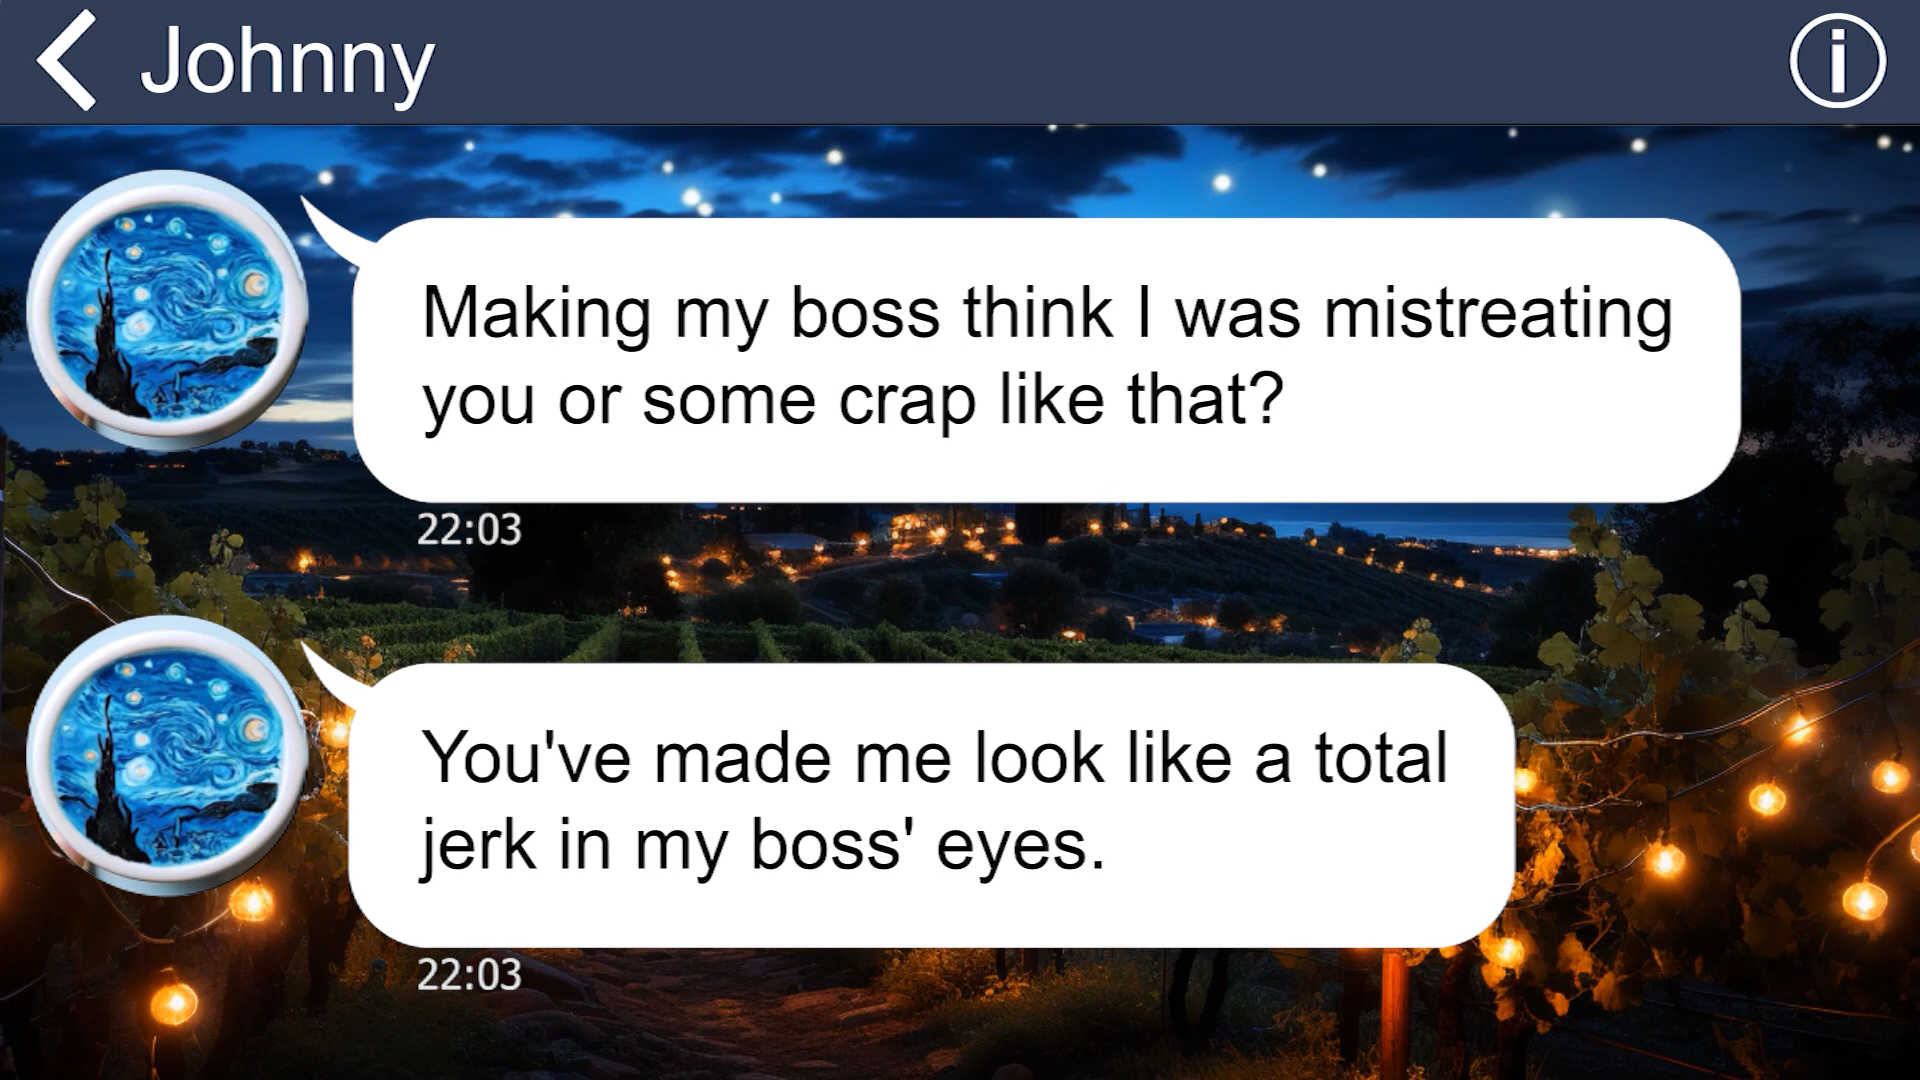 Johnny
Making my boss think I was mistreating
you or some crap like that?
22:03
You've made me look like a total
jerk in my boss' eyes.
22:03